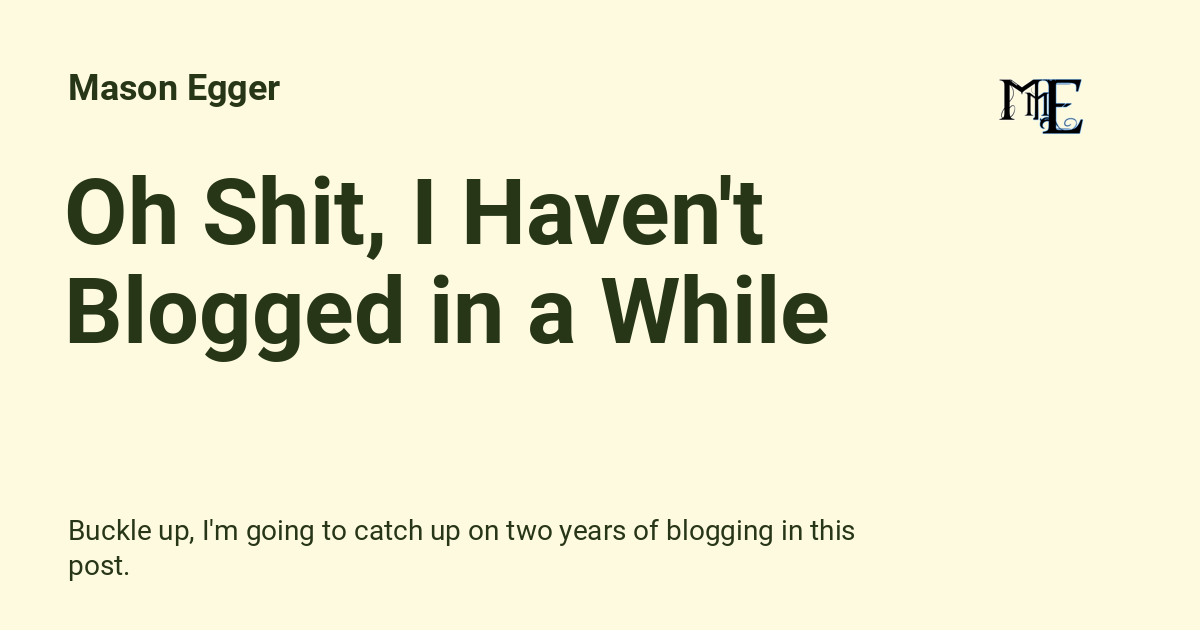 Mason Egger
MmE
Oh Shit, I Haven't
Blogged in a While
Buckle up, I'm going to catch up on two years of blogging in this
post.